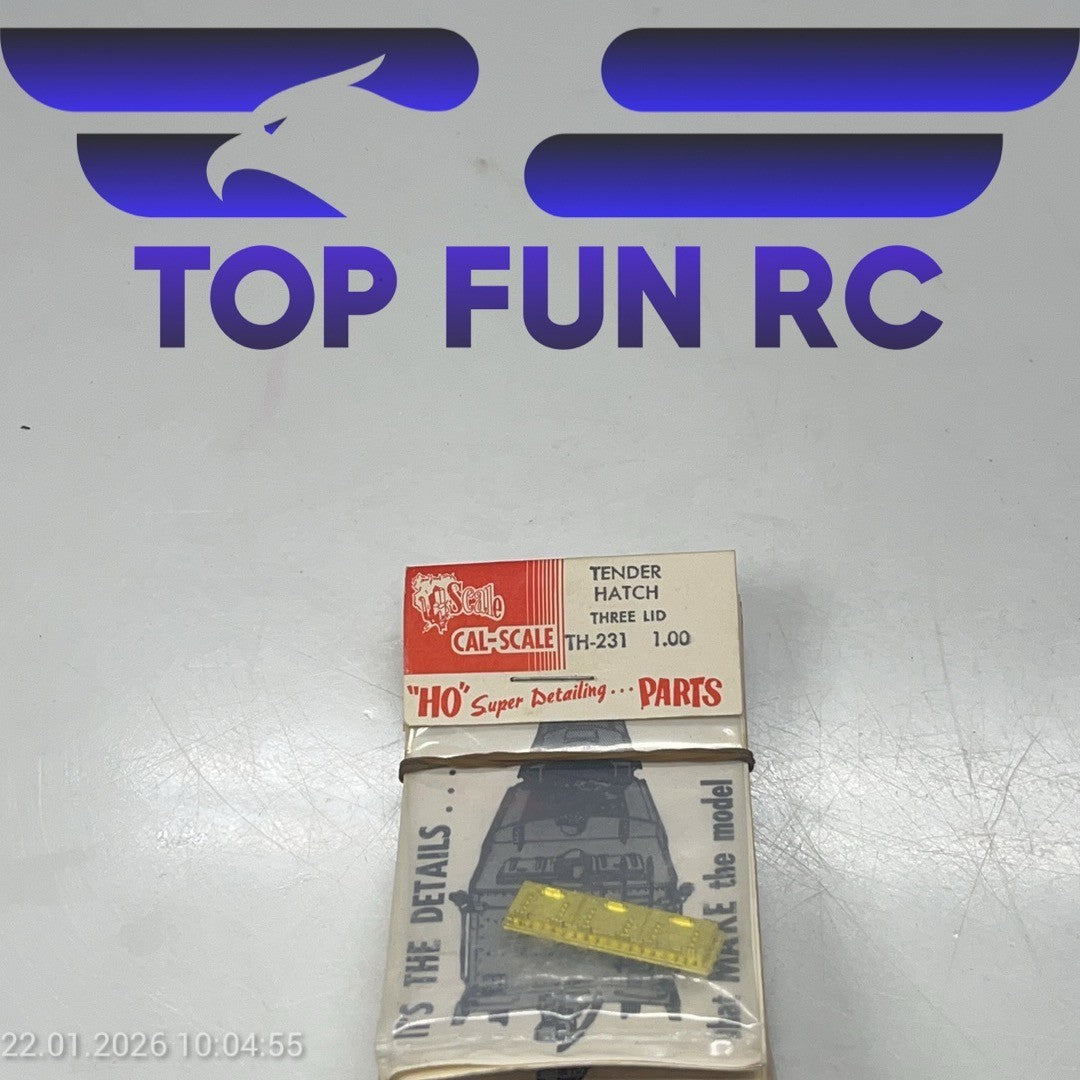 TOP FUN RC
TENDER
HATCH
THREE LID
Scale
CAL-SCALE
TH-231 1.00
"HO" Super Detailing... PARTS
IT'S THE DETAILS....
that MAKE the model
22.01.2026 10:04:55